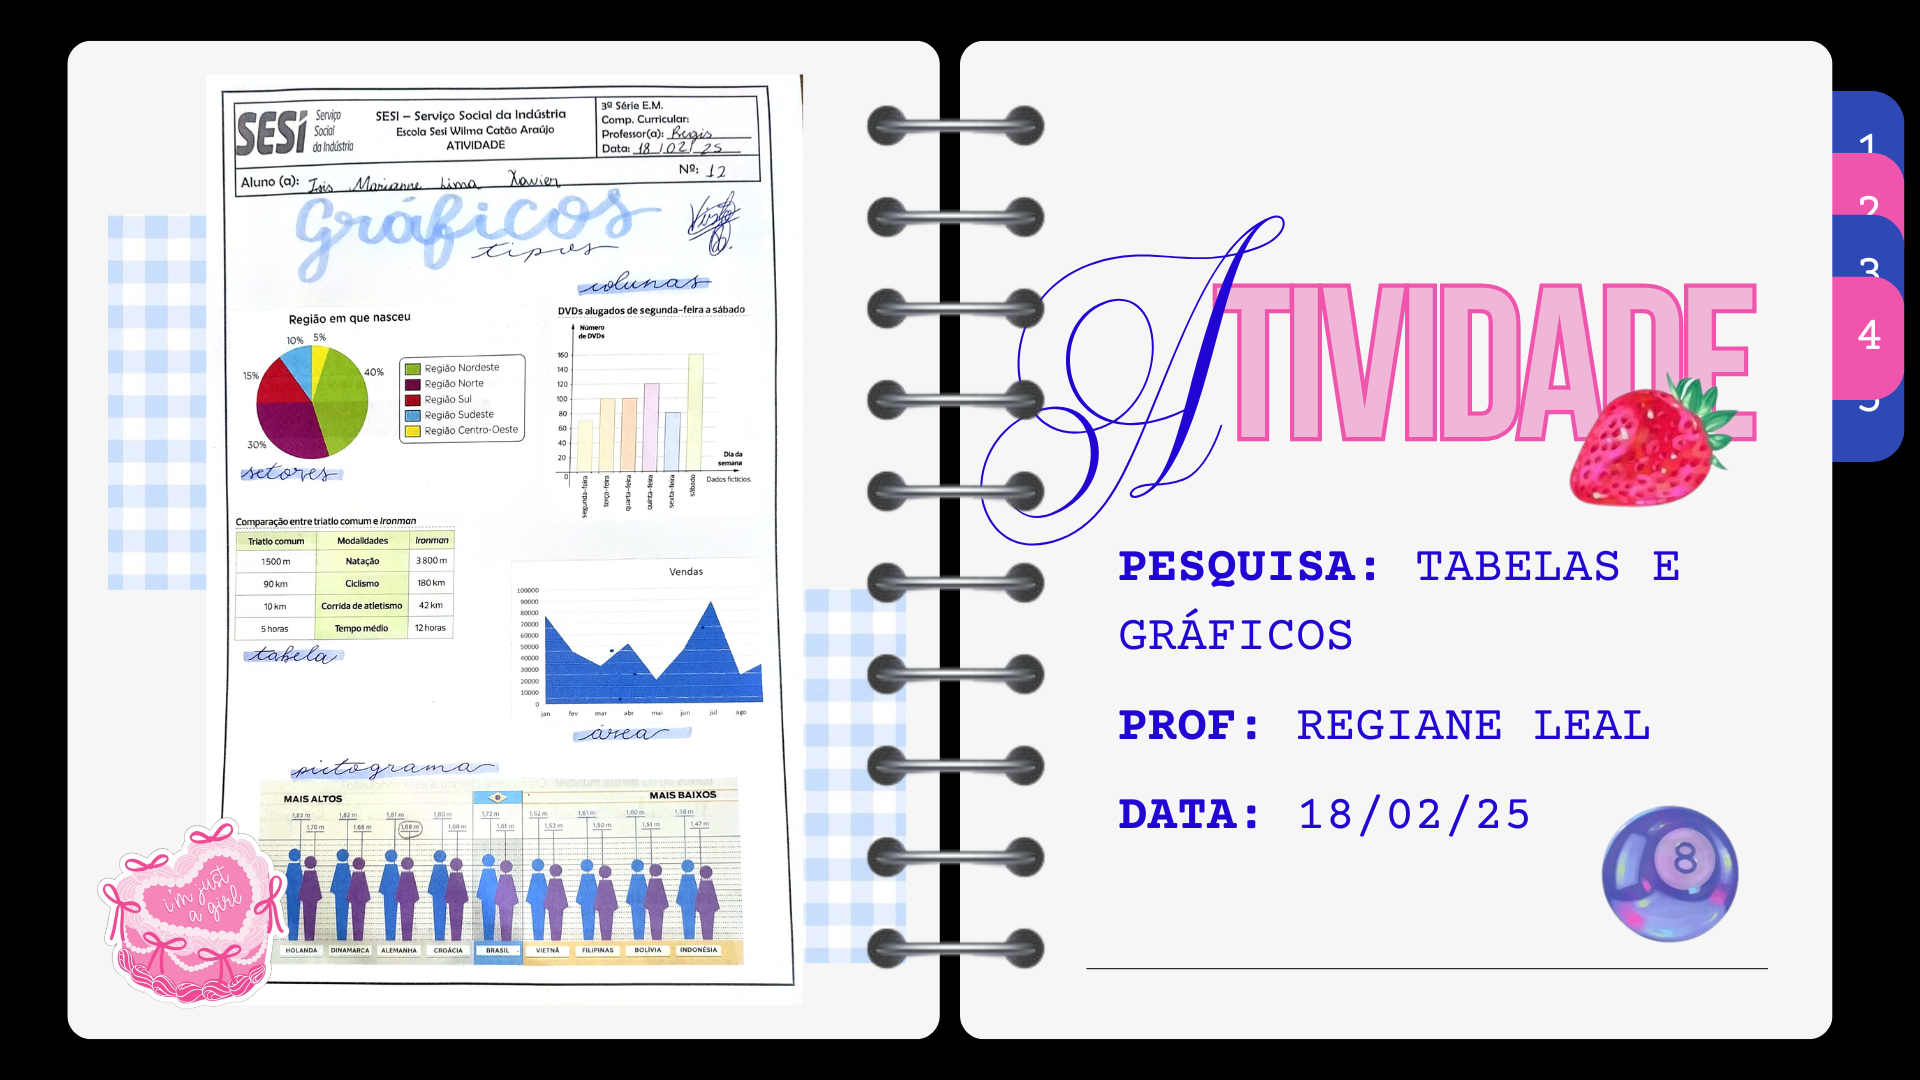 SESI
Serviço
Social
da Indústria
SESI – Serviço Social da Indústria
Escola Sesi Wilma Catão Araújo
ATIVIDADE
3ª Série E.M.
Comp. Curricular:
Professor(a): Regis
Data: 18/02/25
Aluno (a): Isis Marianne Lima Xavier
Nº: 12
Gráficos
tipos
Visto
colunas
Região em que nasceu
10%
5%
15%
40%
30%
Região Nordeste
Região Norte
Região Sul
Região Sudeste
Região Centro-Oeste
setores
DVDs alugados de segunda-feira a sábado
Número
de DVDs
160
140
120
100
80
60
40
20
0
Dia da
semana
segunda-feira
terça-feira
quarta-feira
quinta-feira
sexta-feira
sábado
Dados fictícios.
Comparação entre triatlo comum e Ironman
Triatlo comum Modalidades Ironman
1500 m Natação 3 800 m
90 km Ciclismo 180 km
10 km Corrida de atletismo 42 km
5 horas Tempo médio 12 horas
tabela
Vendas
100000
90000
80000
70000
60000
50000
40000
30000
20000
10000
0
jan fev mar abr mai jun jul ago
área
pictograma
MAIS ALTOS
MAIS BAIXOS
1,83 m 1,82 m 1,81 m 1,80 m 1,72 m 1,62 m 1,61 m 1,60 m 1,58 m
1,70 m 1,68 m 1,68 m 1,66 m 1,61 m 1,52 m 1,50 m 1,51 m 1,47 m
HOLANDA DINAMARCA ALEMANHA CROÁCIA BRASIL VIETNÃ FILIPINAS BOLÍVIA INDONÉSIA
i'm just
a girl
ATIVIDADE
PESQUISA: TABELAS E
GRÁFICOS
PROF: REGIANE LEAL
DATA: 18/02/25
8
1
2
3
4
5